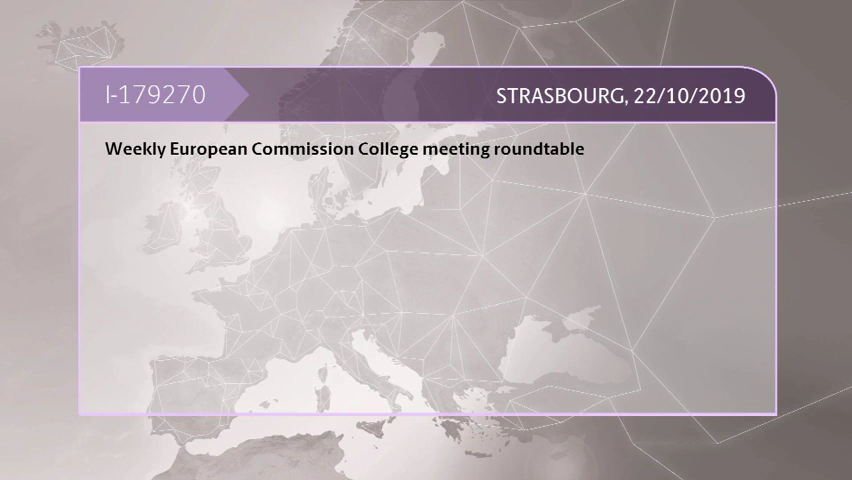 I-179270
STRASBOURG, 22/10/2019
Weekly European Commission College meeting roundtable